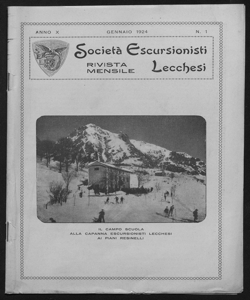 ANNO II GENNAIO 1924 N. 1
Società Escursionisti
RIVISTA
MENSILE
Lecchesi
IL CAMPO SCUOLA
ALLA CAPANNA ESCURSIONISTI LECCHESI
AI PIANI RESINELLI